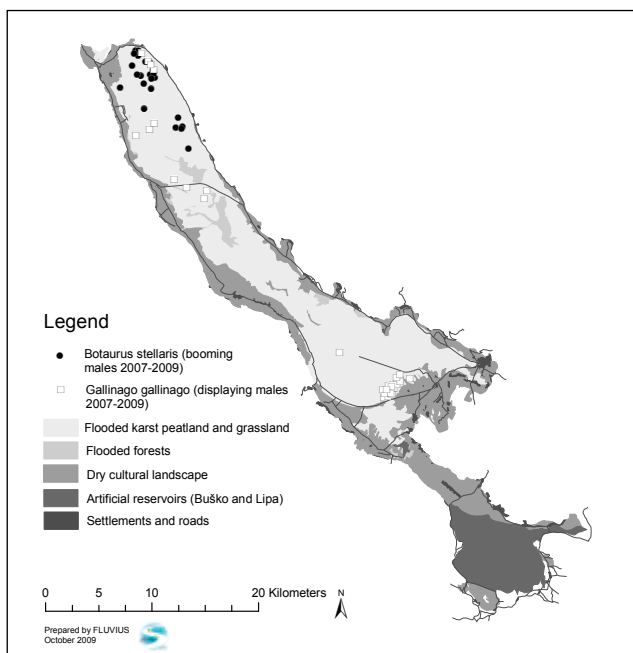 Legend
Botaurus stellaris (booming
males 2007-2009)
Gallinago gallinago (displaying males
2007-2009)
Flooded karst peatland and grassland
Flooded forests
Dry cultural landscape
Artificial reservoirs (Buško and Lipa)
Settlements and roads
0 5 10 20 Kilometers
N
Prepared by FLUVIUS
October 2009